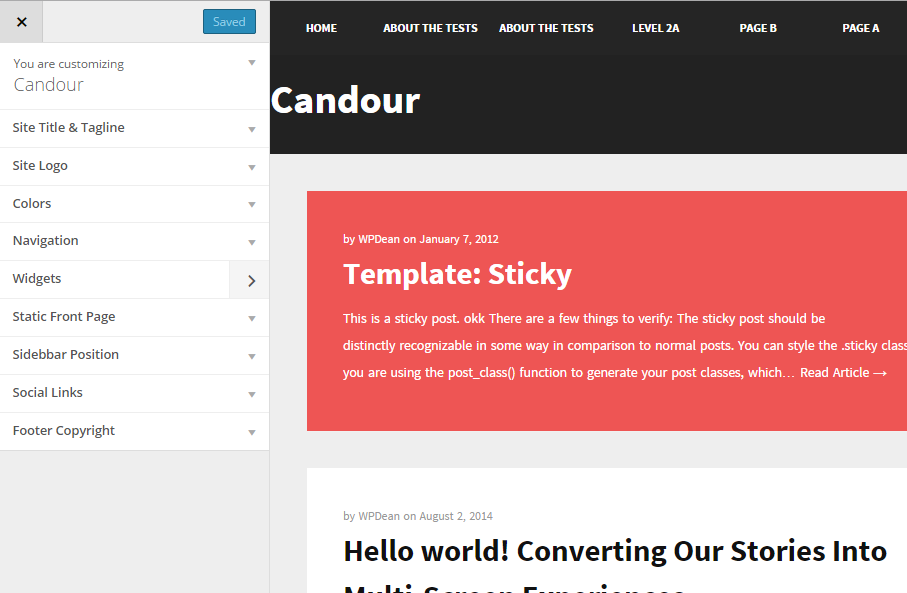 Saved
You are customizing
Candour
Site Title & Tagline
Site Logo
Colors
Navigation
Widgets
Static Front Page
Sidebbar Position
Social Links
Footer Copyright
HOME ABOUT THE TESTS ABOUT THE TESTS LEVEL 2A PAGE B PAGE A
Candour
by WPDean on January 7, 2012
Template: Sticky
This is a sticky post. okk There are a few things to verify: The sticky post should be
distinctly recognizable in some way in comparison to normal posts. You can style the .sticky class
you are using the post_class() function to generate your post classes, which… Read Article →
by WPDean on August 2, 2014
Hello world! Converting Our Stories Into
Multi-Screen Experiences